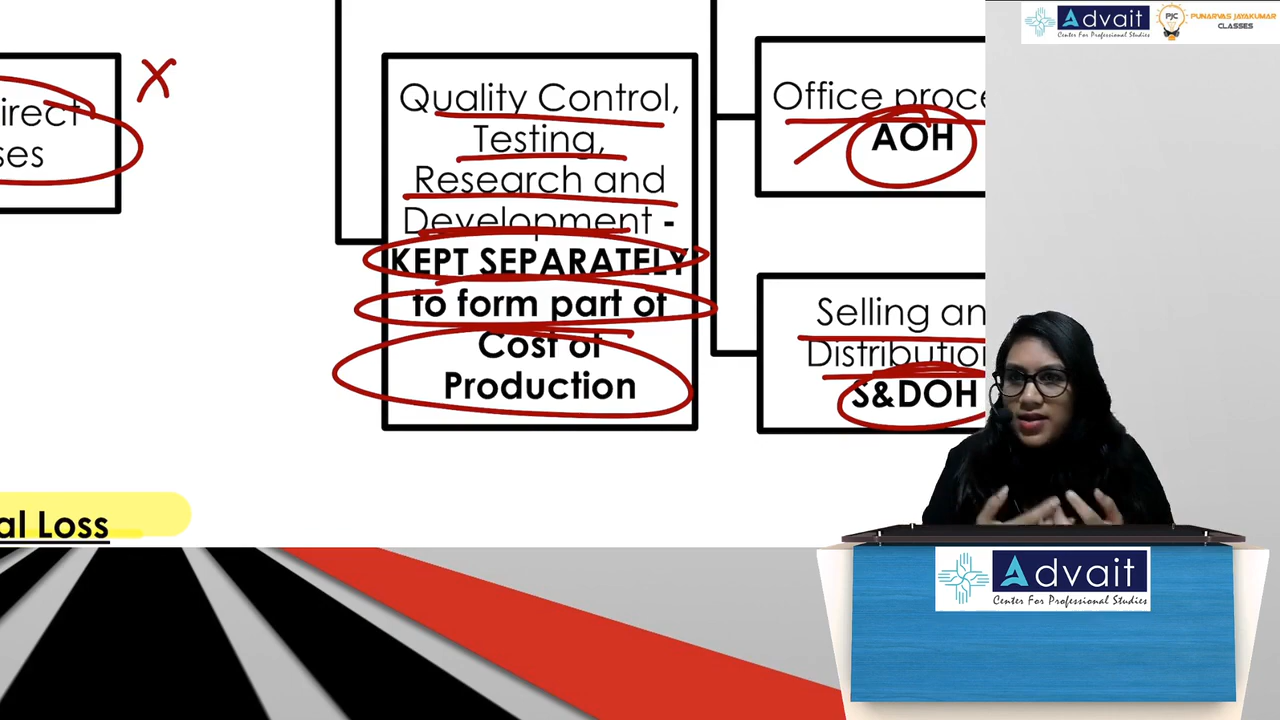 irect
ses
X
Quality Control,
Testing,
Research and
Development -
KEPT SEPARATELY
to form part of
Cost of
Production
Office proce
AOH
Selling an
Distribution
S&DOH
al Loss
Advait
Center For Professional Studies
PJC
PUNARVAS JAYAKUMAR
CLASSES
Advait
Center For Professional Studies